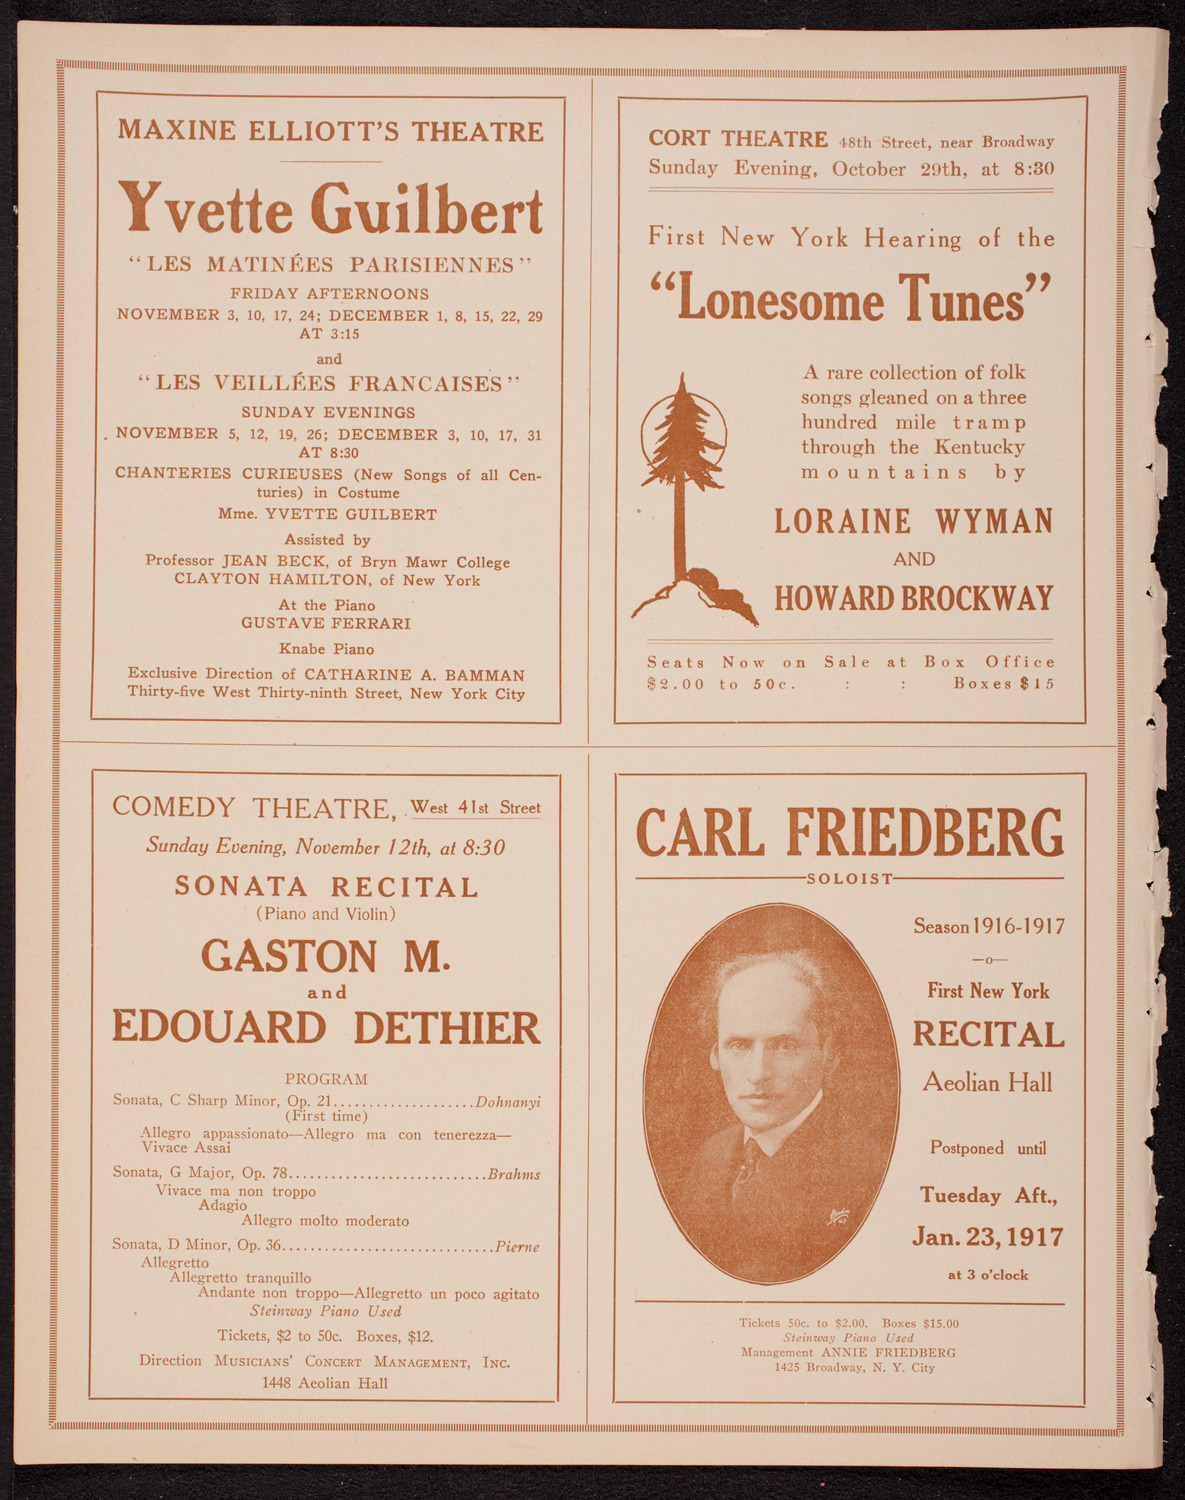 MAXINE ELLIOTT'S THEATRE
Yvette Guilbert
"LES MATINÉES PARISIENNES"
FRIDAY AFTERNOONS
NOVEMBER 3, 10, 17, 24; DECEMBER 1, 8, 15, 22, 29
AT 3:15
and
"LES VEILLÉES FRANCAISES"
SUNDAY EVENINGS
NOVEMBER 5, 12, 19, 26; DECEMBER 3, 10, 17, 31
AT 8:30
CHANTERIES CURIEUSES (New Songs of all Cen-
turies) in Costume
Mme. YVETTE GUILBERT
Assisted by
Professor JEAN BECK, of Bryn Mawr College
CLAYTON HAMILTON, of New York
At the Piano
GUSTAVE FERRARI
Knabe Piano
Exclusive Direction of CATHARINE A. BAMMAN
Thirty-five West Thirty-ninth Street, New York City
CORT THEATRE 48th Street, near Broadway
Sunday Evening, October 29th, at 8:30
First New York Hearing of the
"Lonesome Tunes"
A rare collection of folk
songs gleaned on a three
hundred mile tramp
through the Kentucky
mountains by
LORAINE WYMAN
AND
HOWARD BROCKWAY
Seats Now on Sale at Box Office
$2.00 to 50c. : : Boxes $15
COMEDY THEATRE, West 41st Street
Sunday Evening, November 12th, at 8:30
SONATA RECITAL
(Piano and Violin)
GASTON M.
and
EDOUARD DETHIER
PROGRAM
Sonata, C Sharp Minor, Op. 21....................Dohnanyi
(First time)
Allegro appassionato—Allegro ma con tenerezza—
Vivace Assai
Sonata, G Major, Op. 78............................Brahms
Vivace ma non troppo
Adagio
Allegro molto moderato
Sonata, D Minor, Op. 36..............................Pierne
Allegretto
Allegretto tranquillo
Andante non troppo—Allegretto un poco agitato
Steinway Piano Used
Tickets, $2 to 50c. Boxes, $12.
Direction MUSICIANS' CONCERT MANAGEMENT, INC.
1448 Aeolian Hall
CARL FRIEDBERG
SOLOIST
Season 1916-1917
—o—
First New York
RECITAL
Aeolian Hall
Postponed until
Tuesday Aft.,
Jan. 23, 1917
at 3 o'clock
Tickets 50c. to $2.00. Boxes $15.00
Steinway Piano Used
Management ANNIE FRIEDBERG
1425 Broadway, N. Y. City